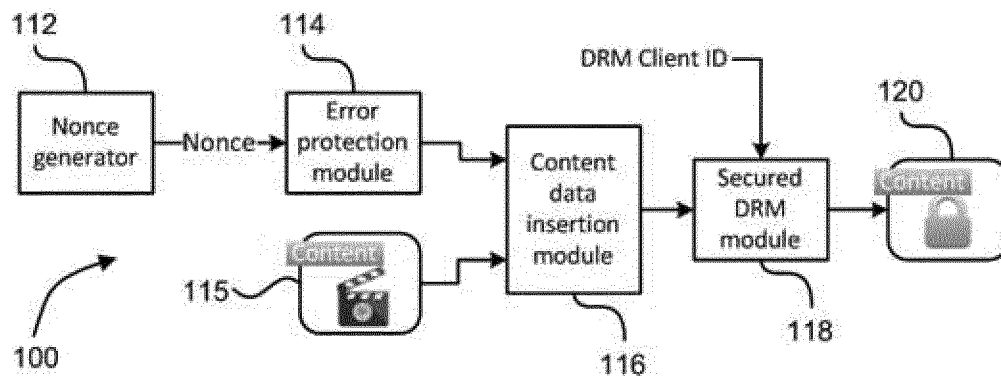 112
114
DRM Client ID
120
Nonce
generator
Nonce
Error
protection
module
Content
data
insertion
module
Secured
DRM
module
Content
Content
115
100
116
118